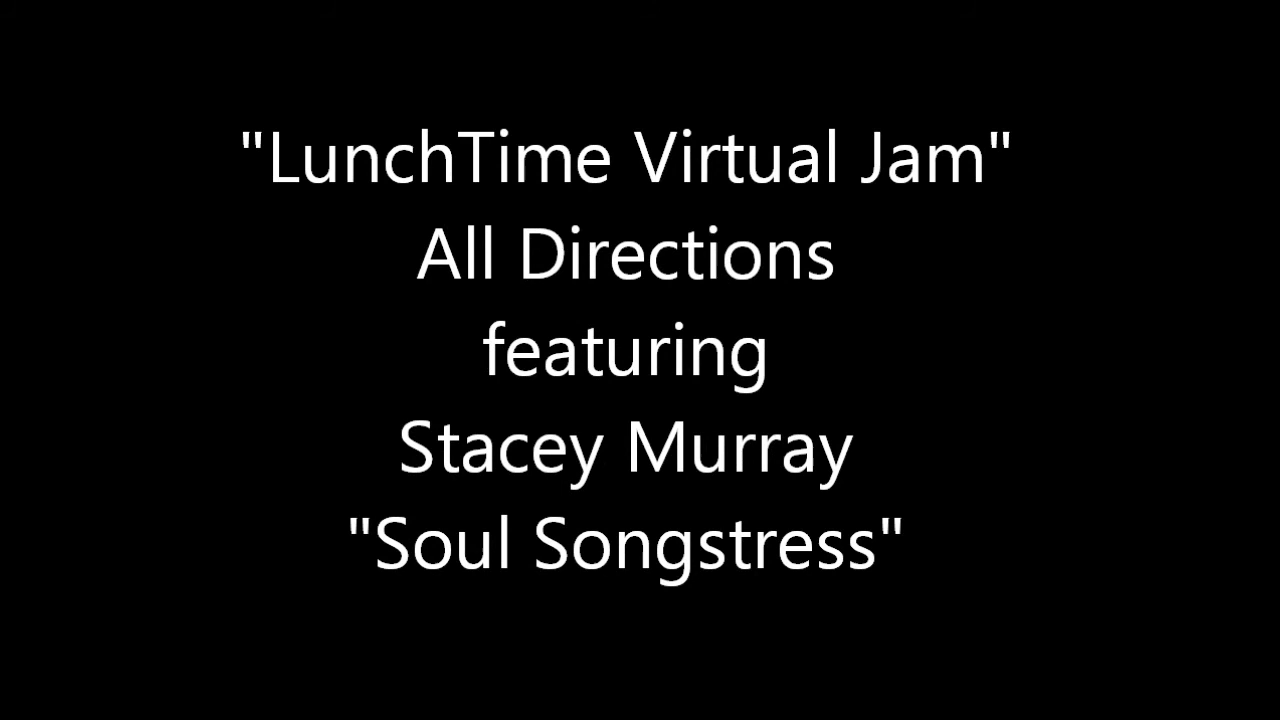 "LunchTime Virtual Jam"
All Directions
featuring
Stacey Murray
"Soul Songstress"